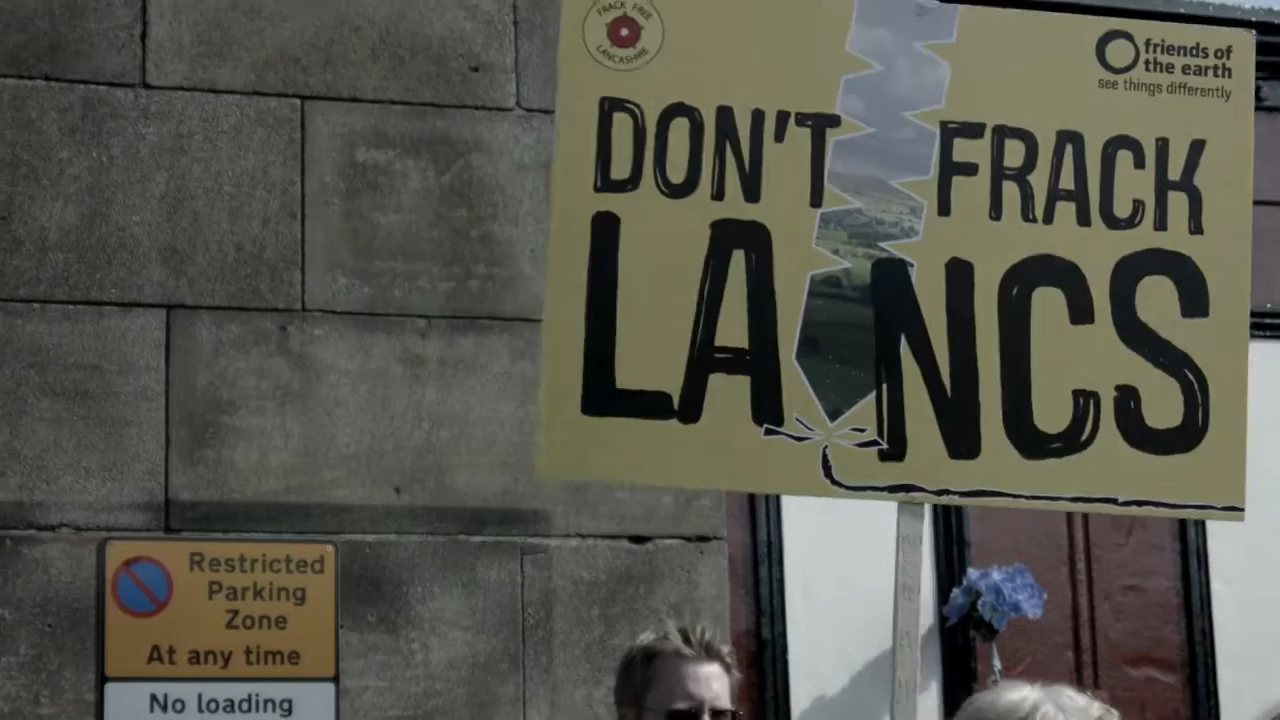 FRACK FREE
LANCASHIRE
friends of
the earth
see things differently
DON'T FRACK
LANCS
Restricted
Parking
Zone
At any time
No loading